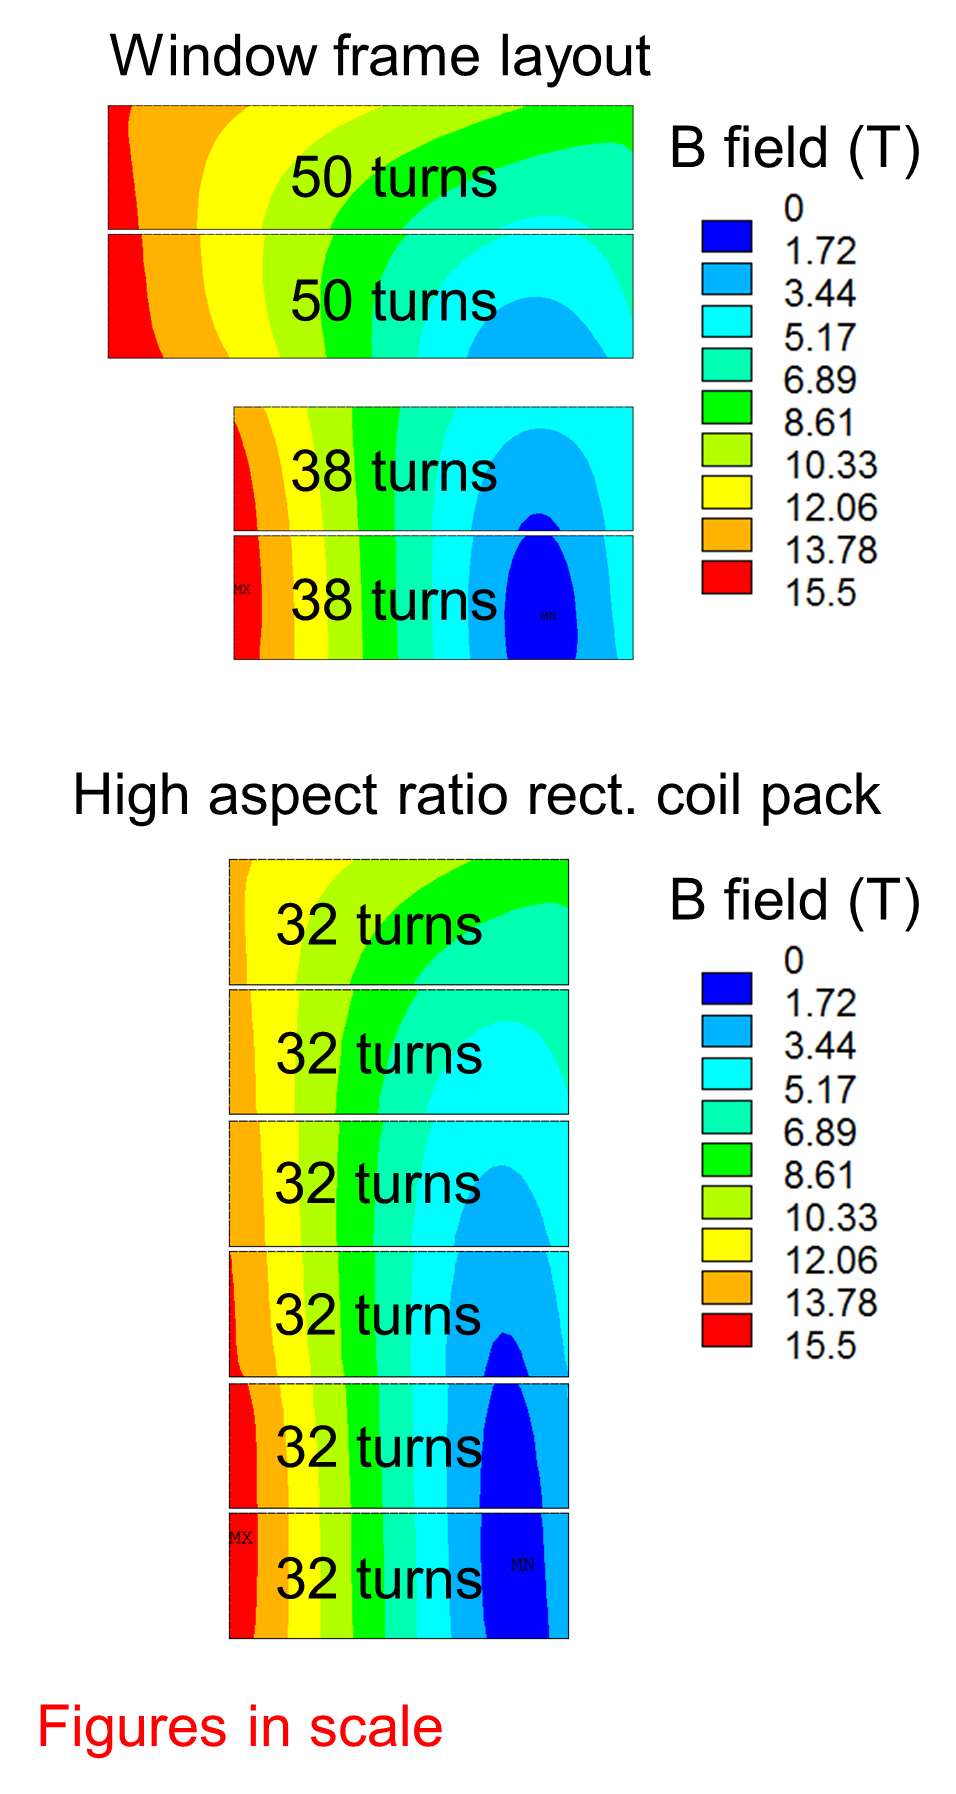 Window frame layout
50 turns
50 turns
38 turns
MX
38 turns
MN
B field (T)
0
1.72
3.44
5.17
6.89
8.61
10.33
12.06
13.78
15.5
High aspect ratio rect. coil pack
32 turns
32 turns
32 turns
32 turns
32 turns
MX
32 turns
MN
B field (T)
0
1.72
3.44
5.17
6.89
8.61
10.33
12.06
13.78
15.5
Figures in scale